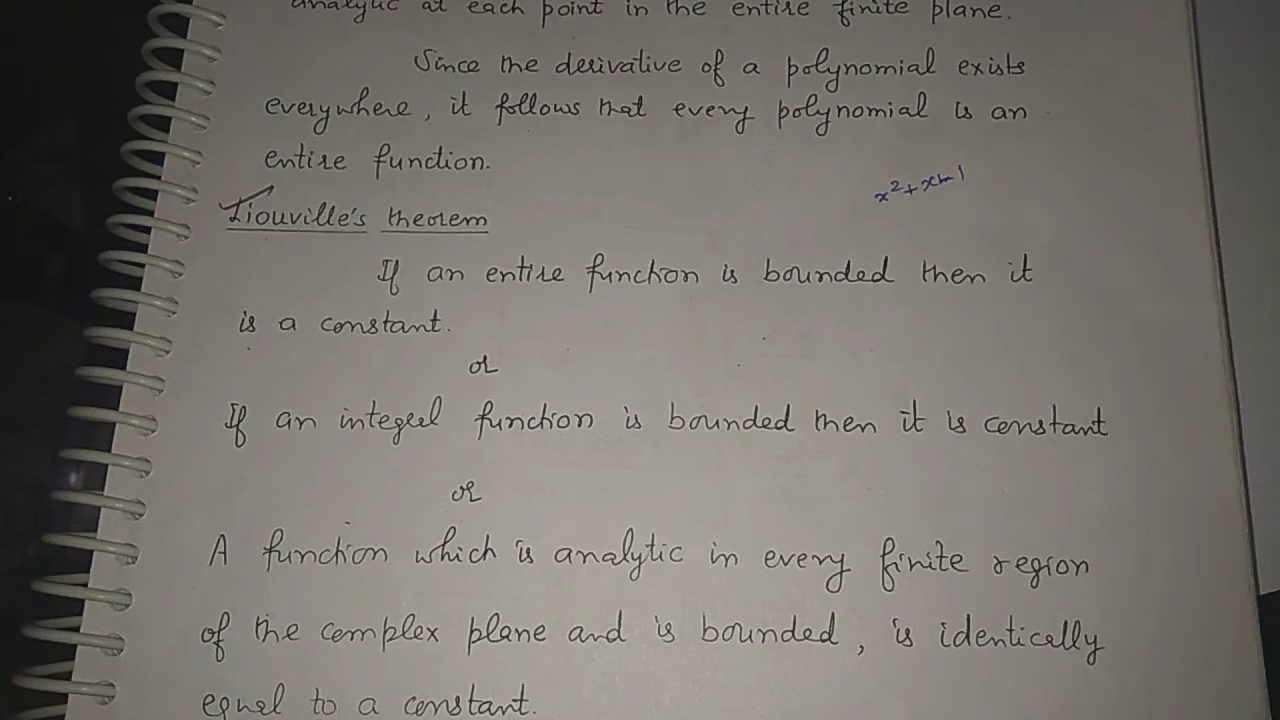 analytic at each point in the entire finite plane.
Since the derivative of a polynomial exists
everywhere, it follows that every polynomial is an
entire function.
x²+x+1
Liouville's theorem
If an entire function is bounded then it
is a constant.
or
If an integral function is bounded then it is constant
or
A function which is analytic in every finite region
of the complex plane and is bounded, is identically
equal to a constant.